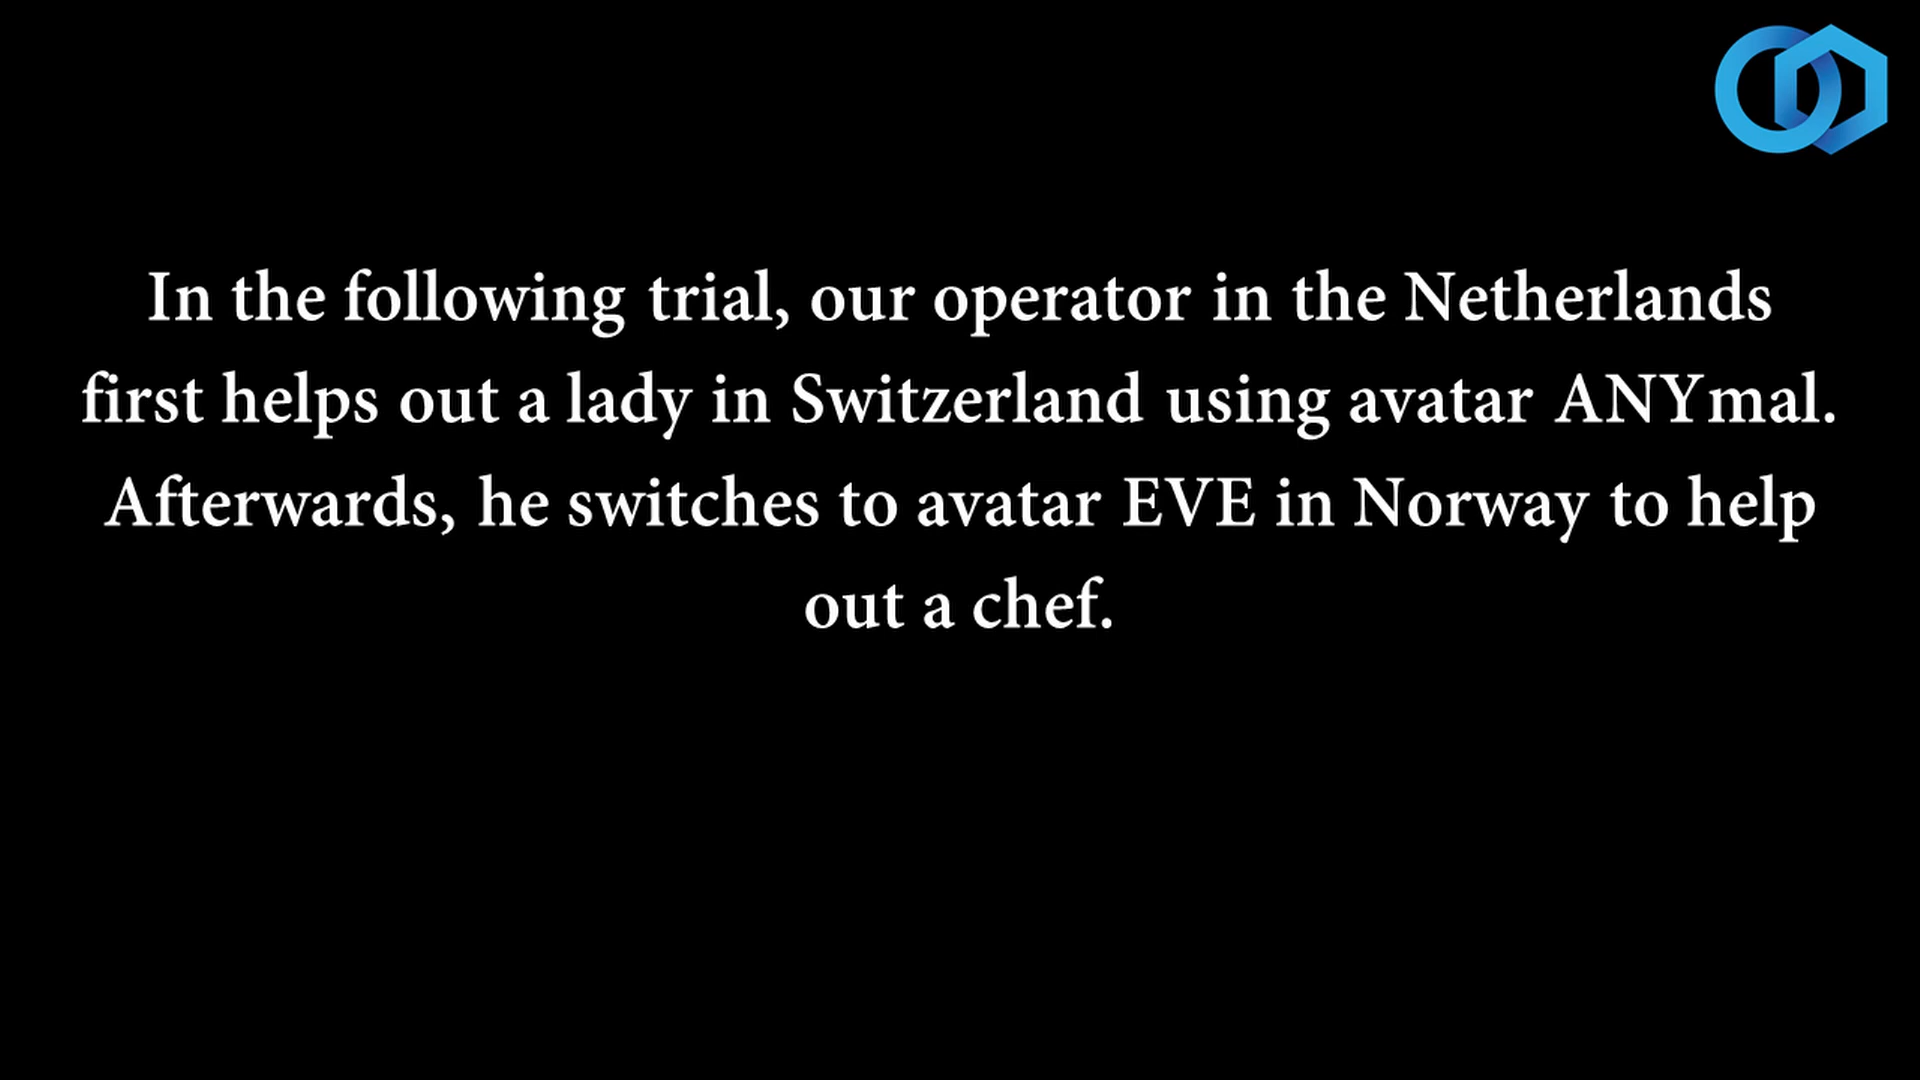 In the following trial, our operator in the Netherlands
first helps out a lady in Switzerland using avatar ANYmal.
Afterwards, he switches to avatar EVE in Norway to help
out a chef.